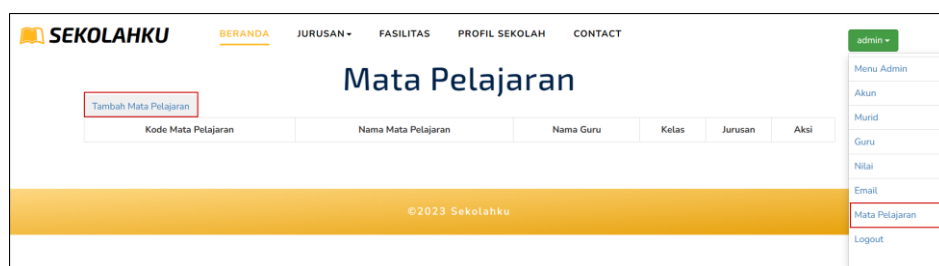 SEKOLAHKU BERANDA JURUSAN FASILITAS PROFIL SEKOLAH CONTACT admin
Mata Pelajaran
Tambah Mata Pelajaran
Kode Mata Pelajaran Nama Mata Pelajaran Nama Guru Kelas Jurusan Aksi
©2023 Sekolahku
Menu Admin
Akun
Murid
Guru
Nilai
Email
Mata Pelajaran
Logout